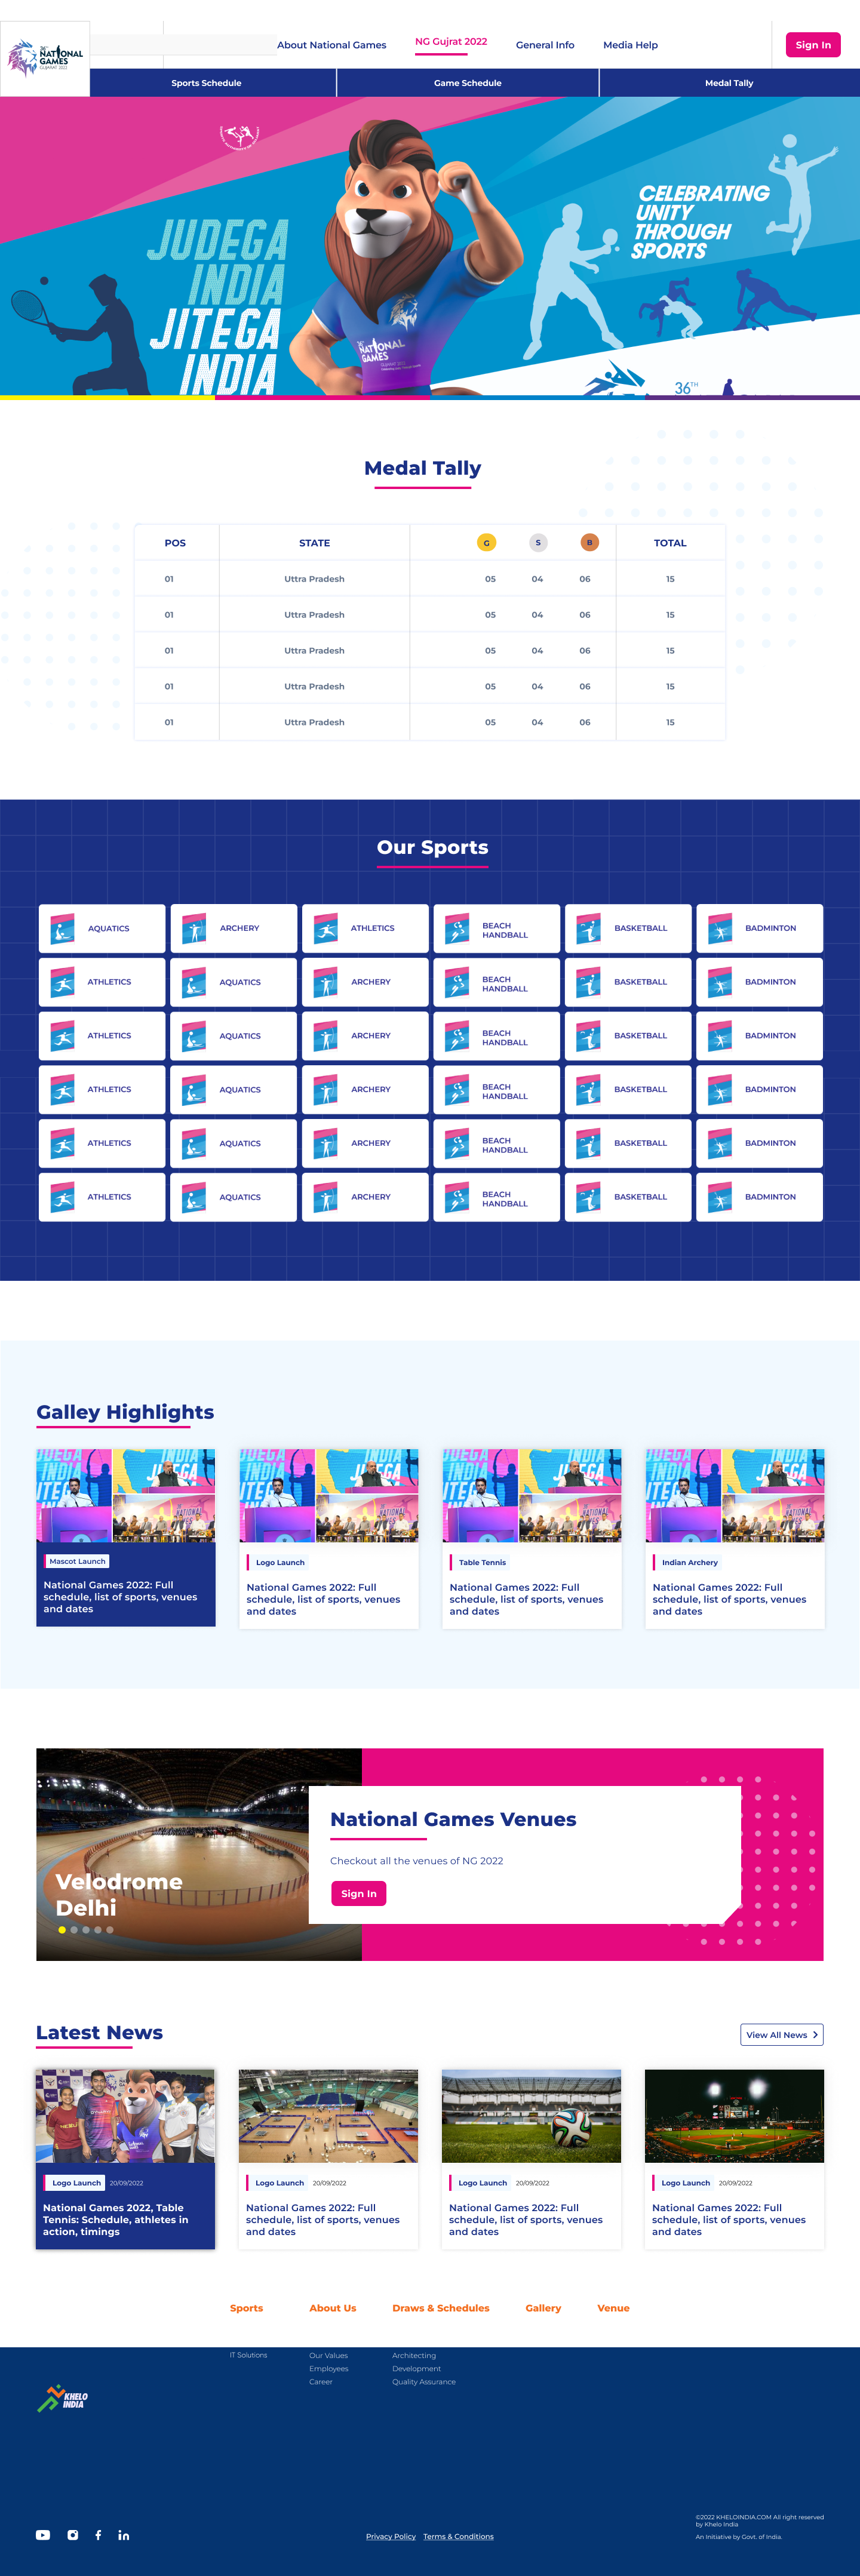 36TH
NATIONAL
GAMES
GUJARAT 2022
About National Games
NG Gujrat 2022
General Info
Media Help
Sign In
Sports Schedule
Game Schedule
Medal Tally
JUDEGA
INDIA
JITEGA
INDIA
NATIONAL
GAMES
CELEBRATING
UNITY
THROUGH
SPORTS
36TH
Medal Tally
POS STATE G S B TOTAL
01 Uttra Pradesh 05 04 06 15
01 Uttra Pradesh 05 04 06 15
01 Uttra Pradesh 05 04 06 15
01 Uttra Pradesh 05 04 06 15
01 Uttra Pradesh 05 04 06 15
Our Sports
AQUATICS
ARCHERY
ATHLETICS
BEACH
HANDBALL
BASKETBALL
BADMINTON
ATHLETICS
AQUATICS
ARCHERY
BEACH
HANDBALL
BASKETBALL
BADMINTON
ATHLETICS
AQUATICS
ARCHERY
BEACH
HANDBALL
BASKETBALL
BADMINTON
ATHLETICS
AQUATICS
ARCHERY
BEACH
HANDBALL
BASKETBALL
BADMINTON
ATHLETICS
AQUATICS
ARCHERY
BEACH
HANDBALL
BASKETBALL
BADMINTON
ATHLETICS
AQUATICS
ARCHERY
BEACH
HANDBALL
BASKETBALL
BADMINTON
Galley Highlights
Mascot Launch
National Games 2022: Full
schedule, list of sports, venues
and dates
Logo Launch
National Games 2022: Full
schedule, list of sports, venues
and dates
Table Tennis
National Games 2022: Full
schedule, list of sports, venues
and dates
Indian Archery
National Games 2022: Full
schedule, list of sports, venues
and dates
Velodrome
Delhi
National Games Venues
Checkout all the venues of NG 2022
Sign In
Latest News
View All News
Logo Launch 20/09/2022
National Games 2022, Table
Tennis: Schedule, athletes in
action, timings
Logo Launch 20/09/2022
National Games 2022: Full
schedule, list of sports, venues
and dates
Logo Launch 20/09/2022
National Games 2022: Full
schedule, list of sports, venues
and dates
Logo Launch 20/09/2022
National Games 2022: Full
schedule, list of sports, venues
and dates
Sports
About Us
Draws & Schedules
Gallery
Venue
IT Solutions
Our Values
Employees
Career
Architecting
Development
Quality Assurance
KHELO
INDIA
Privacy Policy
Terms & Conditions
©2022 KHELOINDIA.COM All right reserved
by Khelo India
An Initiative by Govt. of India.